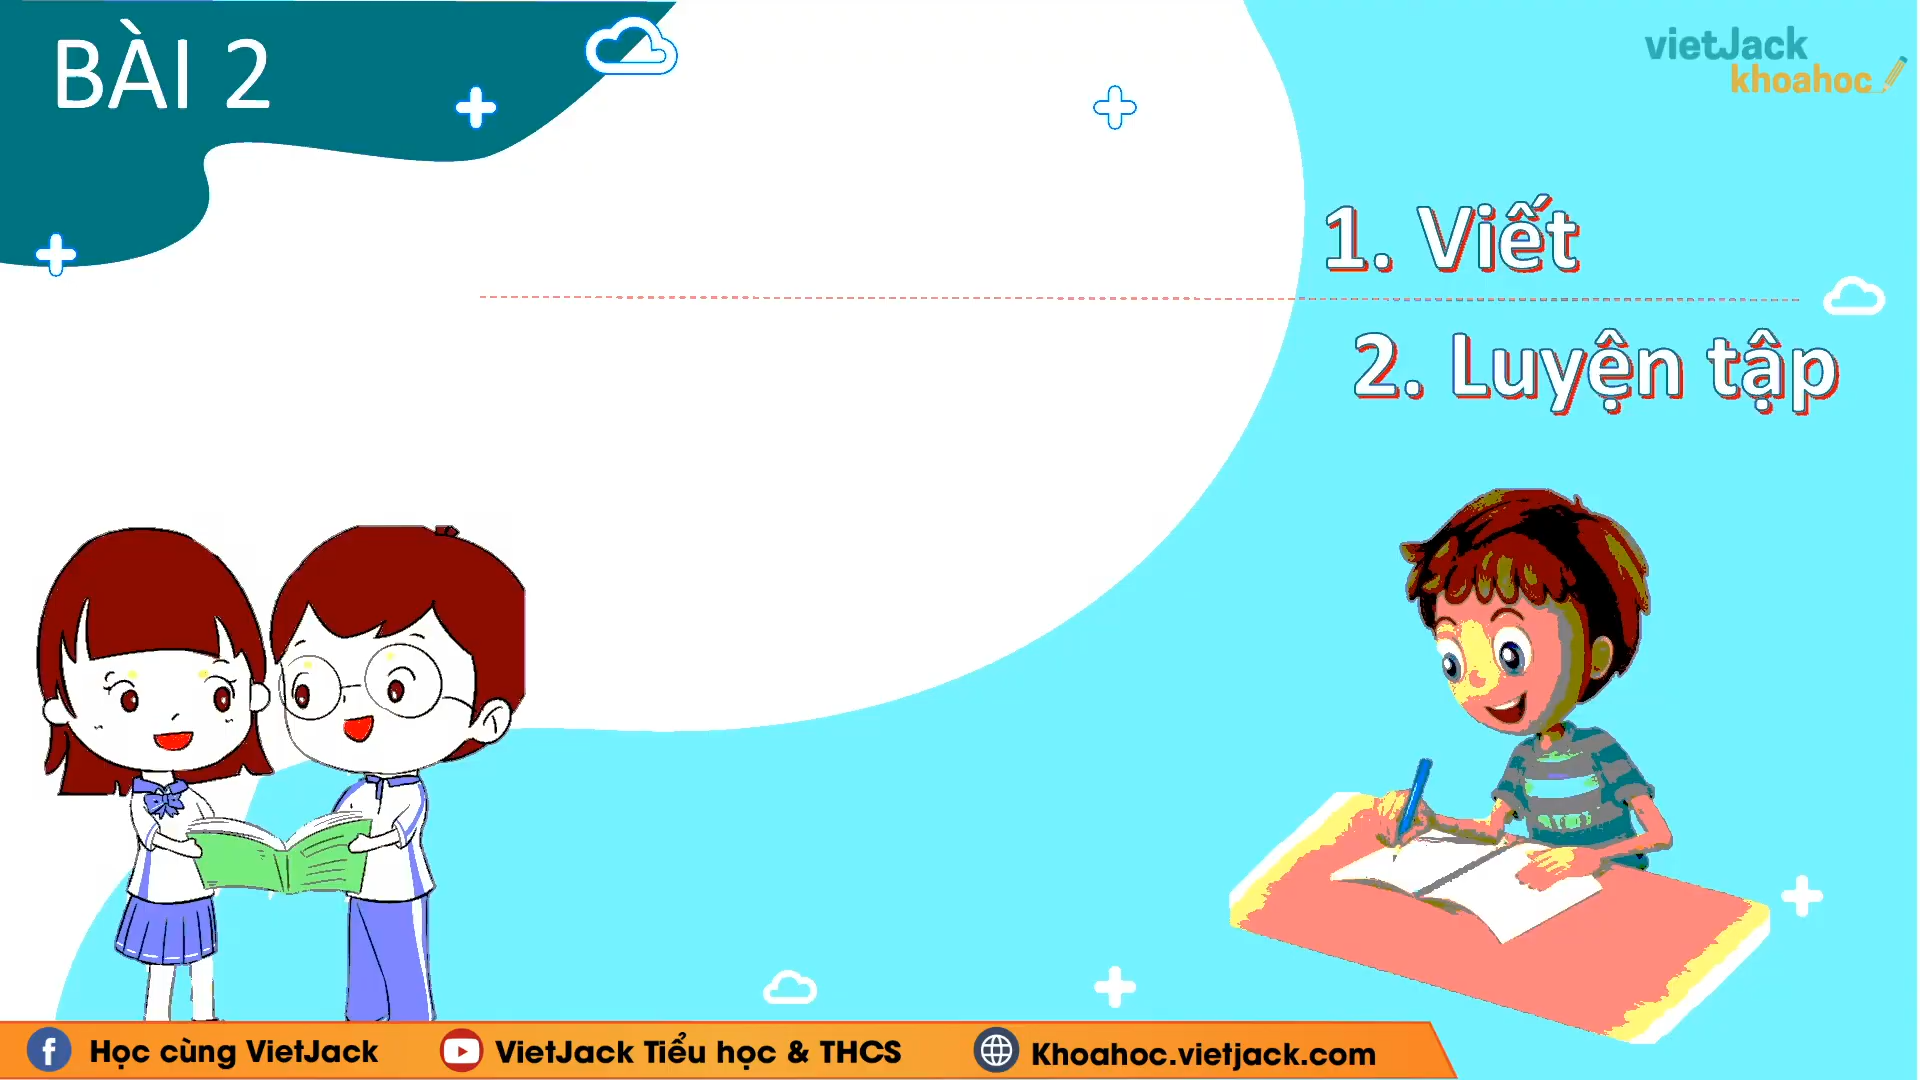 BÀI 2
vietJack
khoahoc
1. Viết
2. Luyện tập
Học cùng VietJack
VietJack Tiểu học & THCS
Khoahoc.vietjack.com